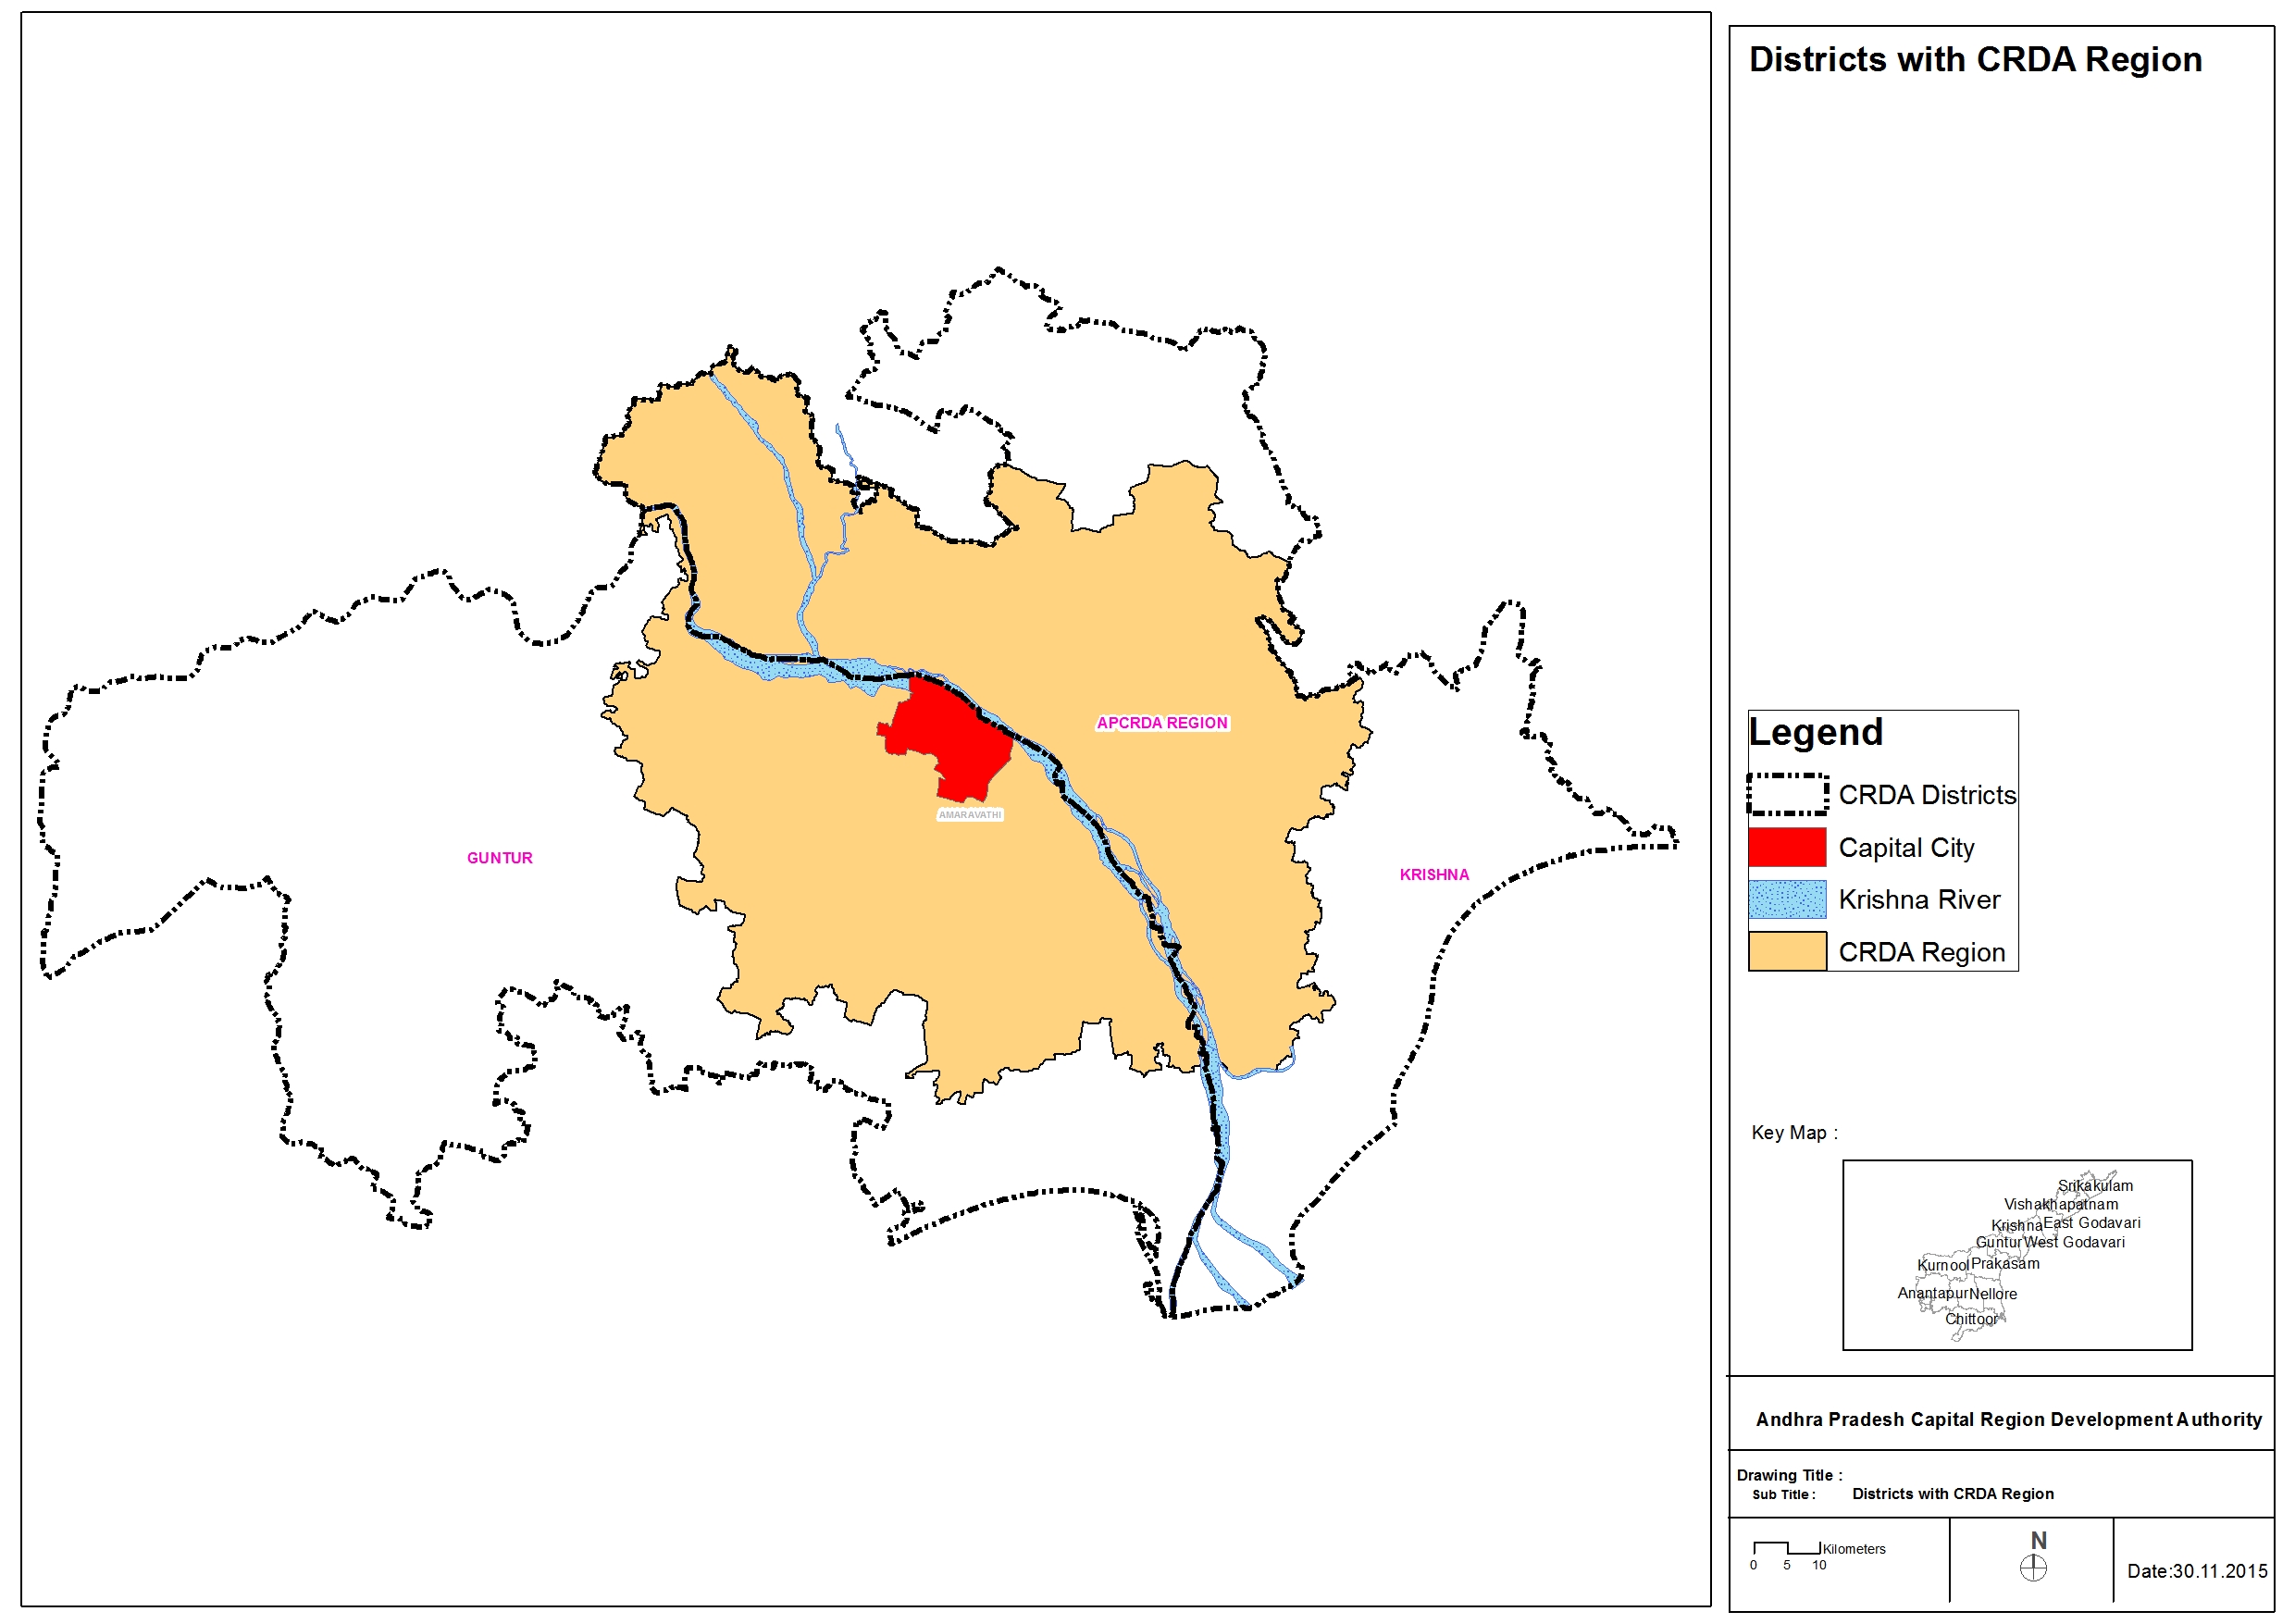 Districts with CRDA Region
APCRDA REGION
AMARAVATHI
GUNTUR
KRISHNA
Legend
CRDA Districts
Capital City
Krishna River
CRDA Region
Key Map :
Srikakulam
Vishakhapatnam
Krishna East Godavari
Guntur West Godavari
Kurnool Prakasam
Anantapur Nellore
Chittoor
Andhra Pradesh Capital Region Development Authority
Drawing Title :
Sub Title : Districts with CRDA Region
Kilometers
0 5 10
N
Date:30.11.2015